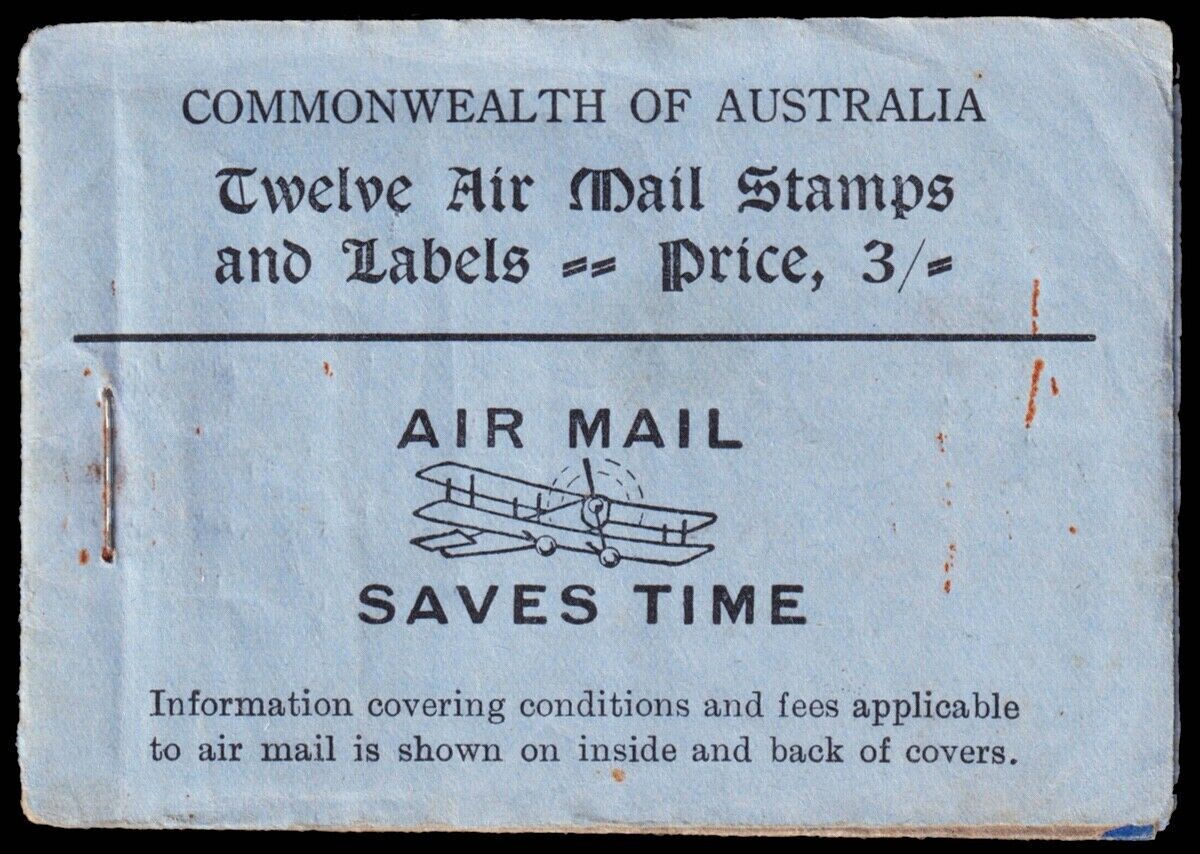 COMMONWEALTH OF AUSTRALIA
Twelve Air Mail Stamps
and Labels -- Price, 3/-
AIR MAIL
SAVES TIME
Information covering conditions and fees applicable
to air mail is shown on inside and back of covers.